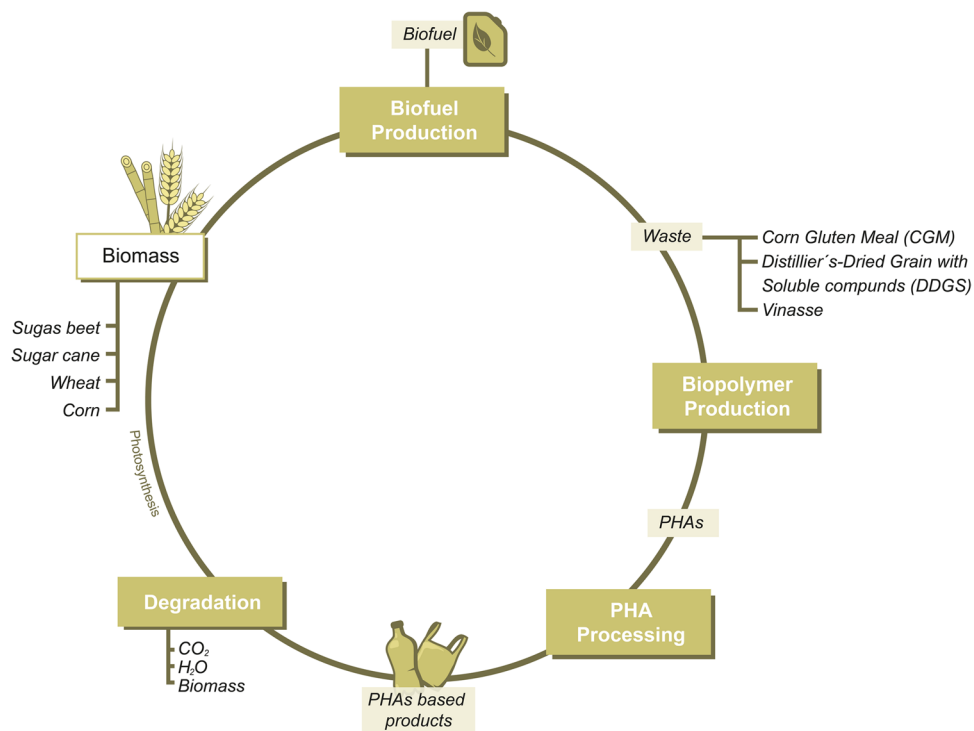 Biofuel
Biofuel
Production
Waste
Corn Gluten Meal (CGM)
Distillier´s-Dried Grain with
Soluble compunds (DDGS)
Vinasse
Biopolymer
Production
PHAs
PHA
Processing
PHAs based
products
Degradation
CO₂
H₂O
Biomass
Photosynthesis
Biomass
Sugas beet
Sugar cane
Wheat
Corn